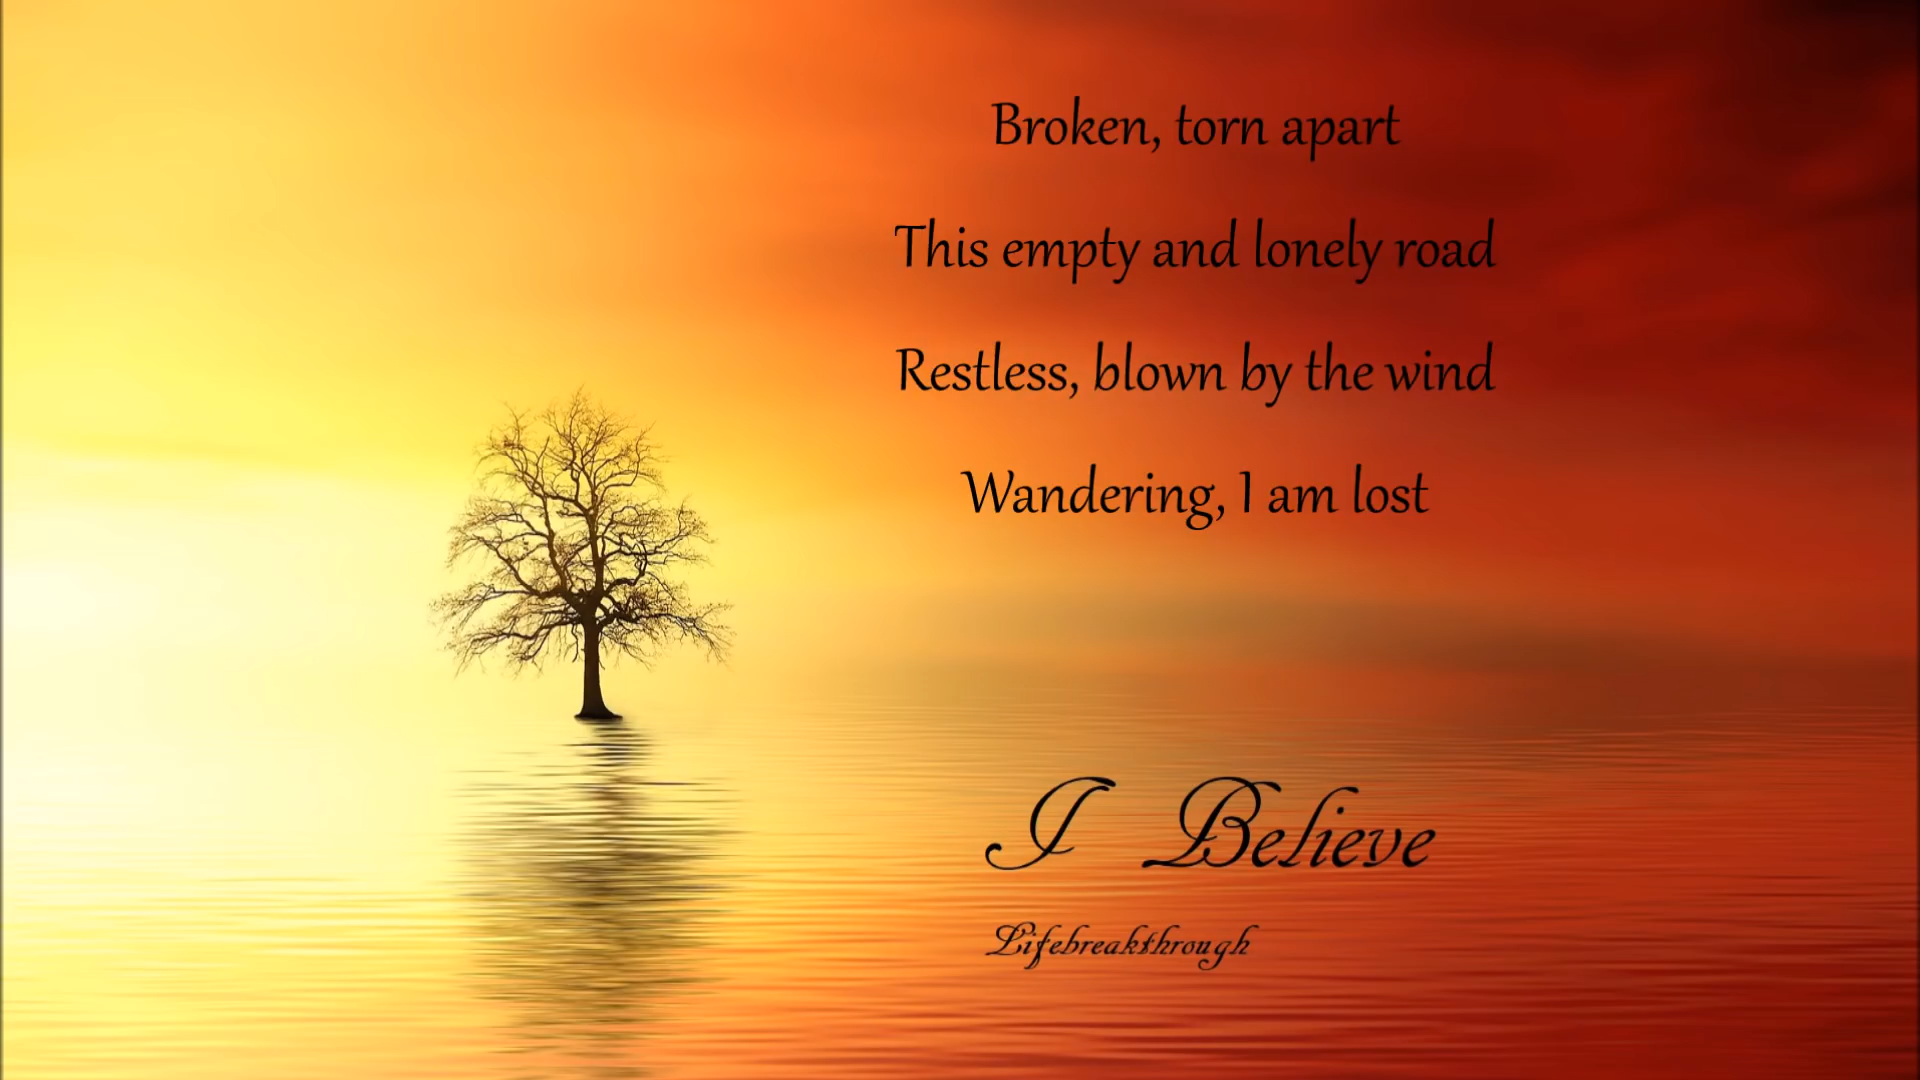 Broken, torn apart
This empty and lonely road
Restless, blown by the wind
Wandering, I am lost
I Believe
Lifebreakthrough